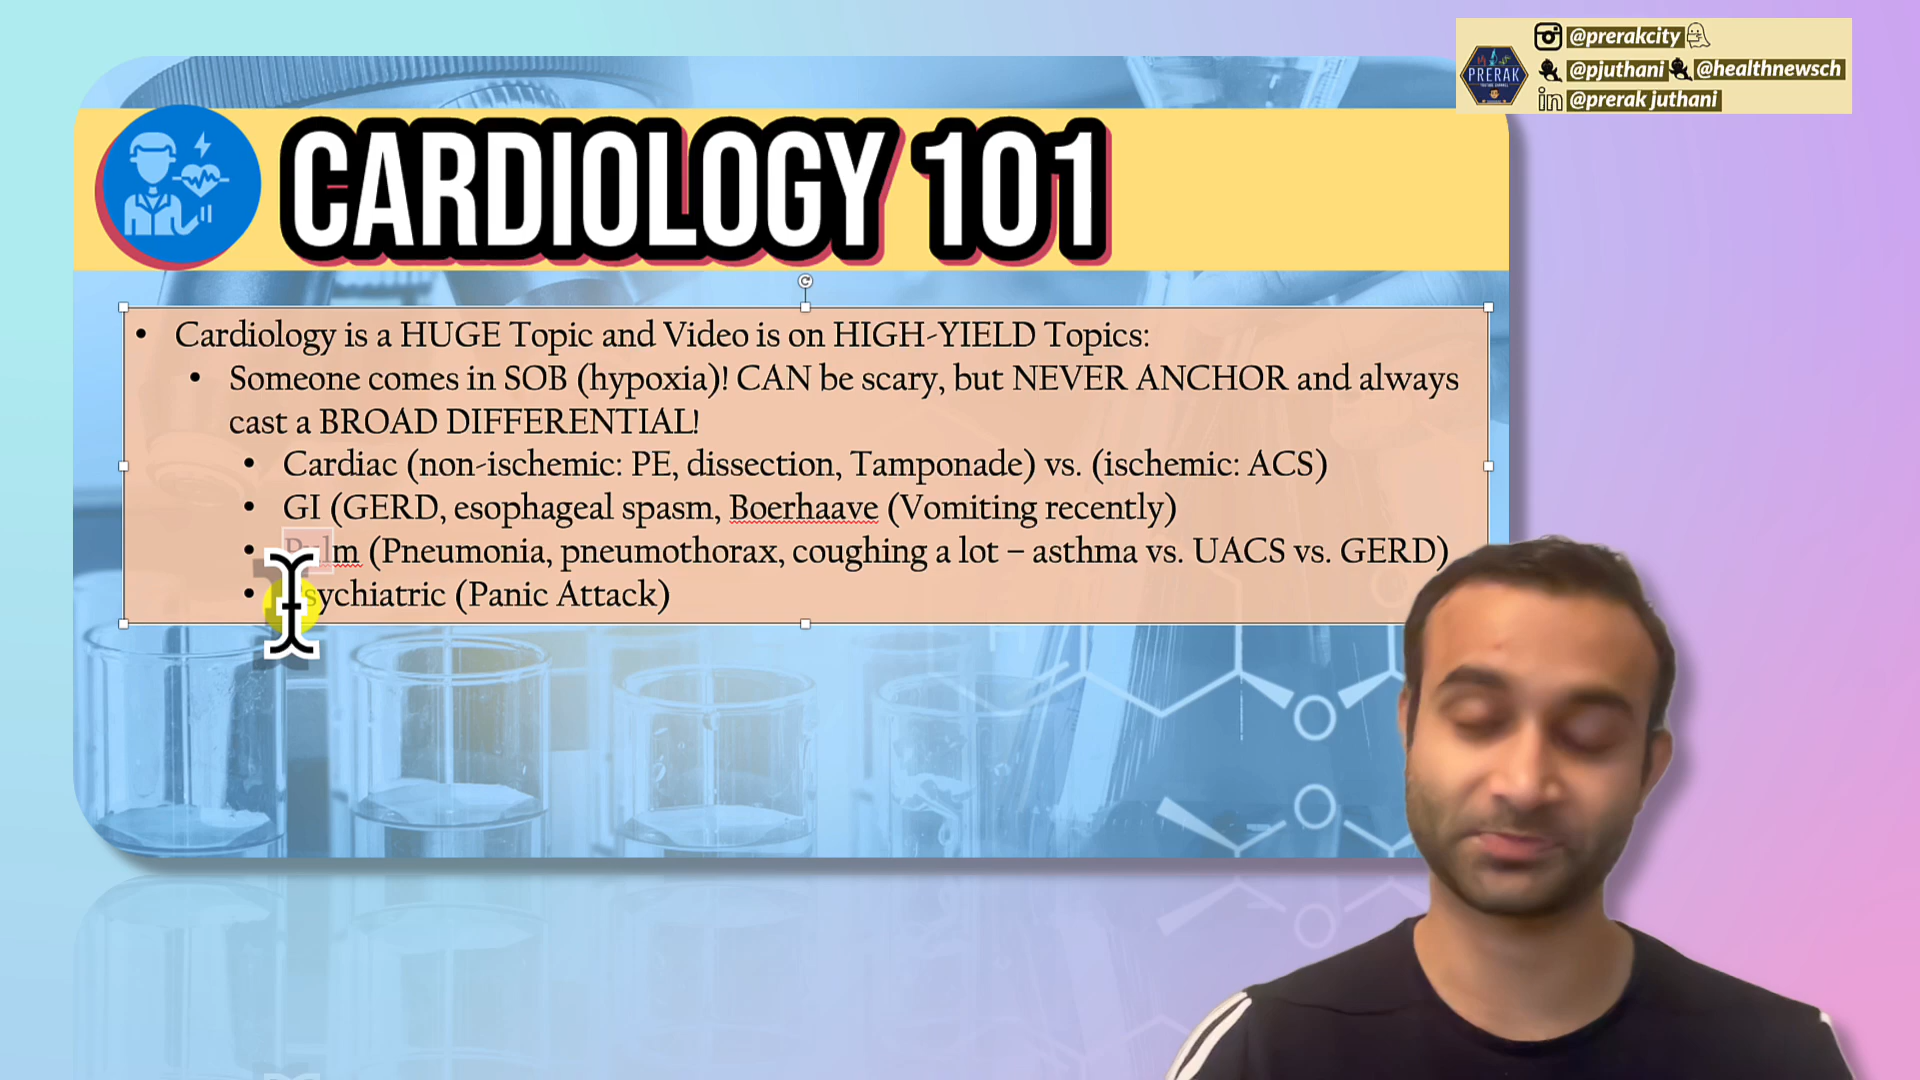 @prerakcity
@pjuthani @healthnewsch
in @prerak juthani
PRERAK
CARDIOLOGY 101
• Cardiology is a HUGE Topic and Video is on HIGH-YIELD Topics:
• Someone comes in SOB (hypoxia)! CAN be scary, but NEVER ANCHOR and always
cast a BROAD DIFFERENTIAL!
• Cardiac (non-ischemic: PE, dissection, Tamponade) vs. (ischemic: ACS)
• GI (GERD, esophageal spasm, Boerhaave (Vomiting recently)
• Pulm (Pneumonia, pneumothorax, coughing a lot – asthma vs. UACS vs. GERD)
• Psychiatric (Panic Attack)
O
O
H